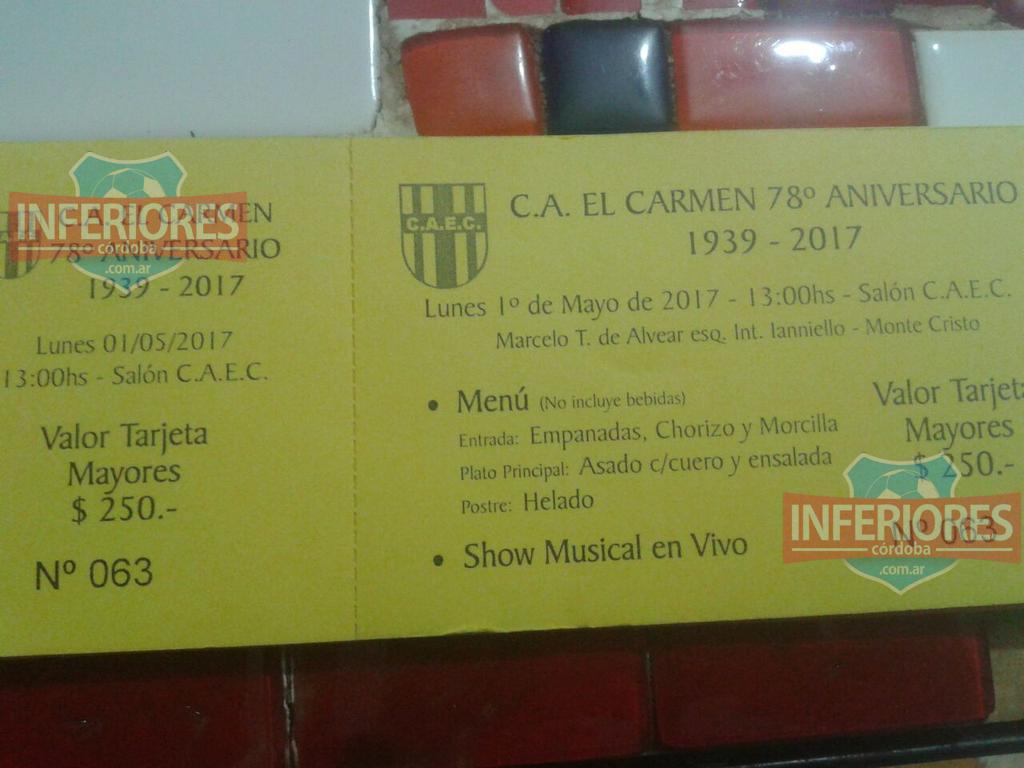 C.A. EL CARMEN
78º ANIVERSARIO
1939 - 2017
Lunes 01/05/2017
13:00hs - Salón C.A.E.C.
Valor Tarjeta
Mayores
$ 250.-
Nº 063
INFERIORES
córdoba
.com.ar
C.A.E.C.
C.A. EL CARMEN 78º ANIVERSARIO
1939 - 2017
Lunes 1º de Mayo de 2017 - 13:00hs - Salón C.A.E.C.
Marcelo T. de Alvear esq. Int. Ianniello - Monte Cristo
• Menú (No incluye bebidas)
Entrada: Empanadas, Chorizo y Morcilla
Plato Principal: Asado c/cuero y ensalada
Postre: Helado
• Show Musical en Vivo
Valor Tarjeta
Mayores
$ 250.-
Nº 063
INFERIORES
córdoba
.com.ar